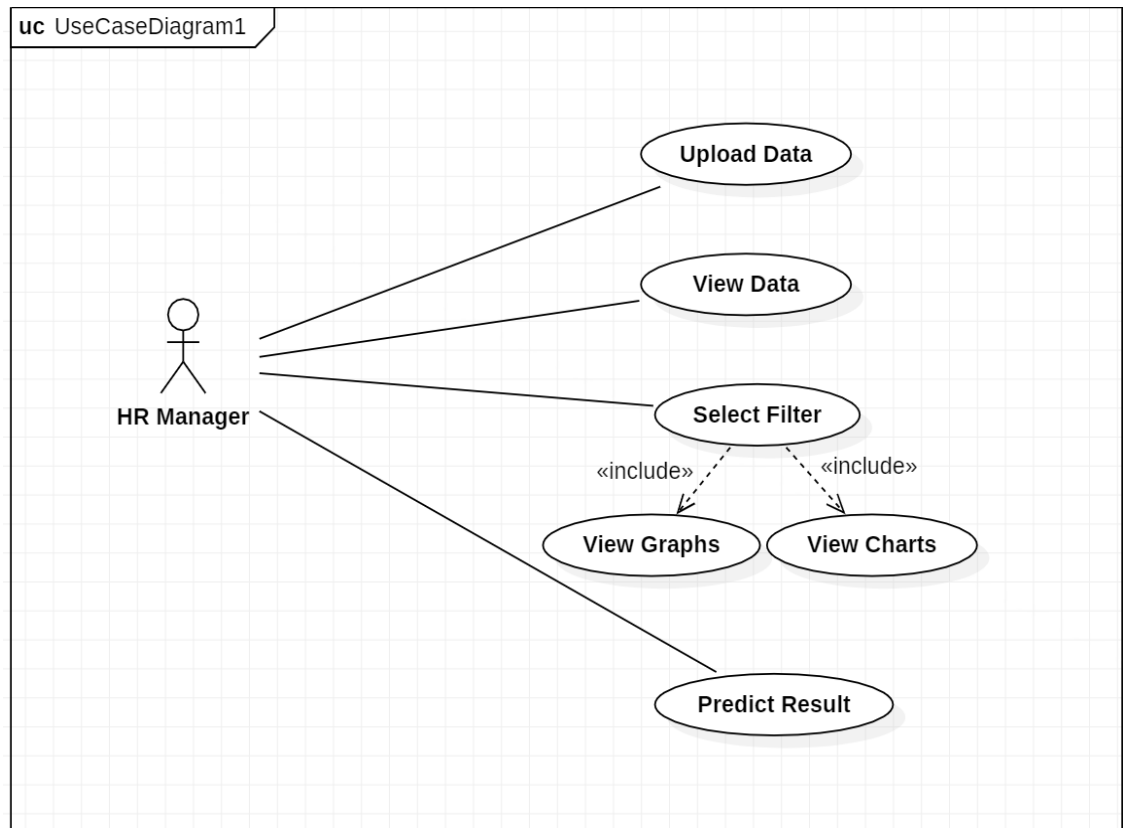 uc UseCaseDiagram1
Upload Data
View Data
HR Manager
Select Filter
«include»
«include»
View Graphs
View Charts
Predict Result